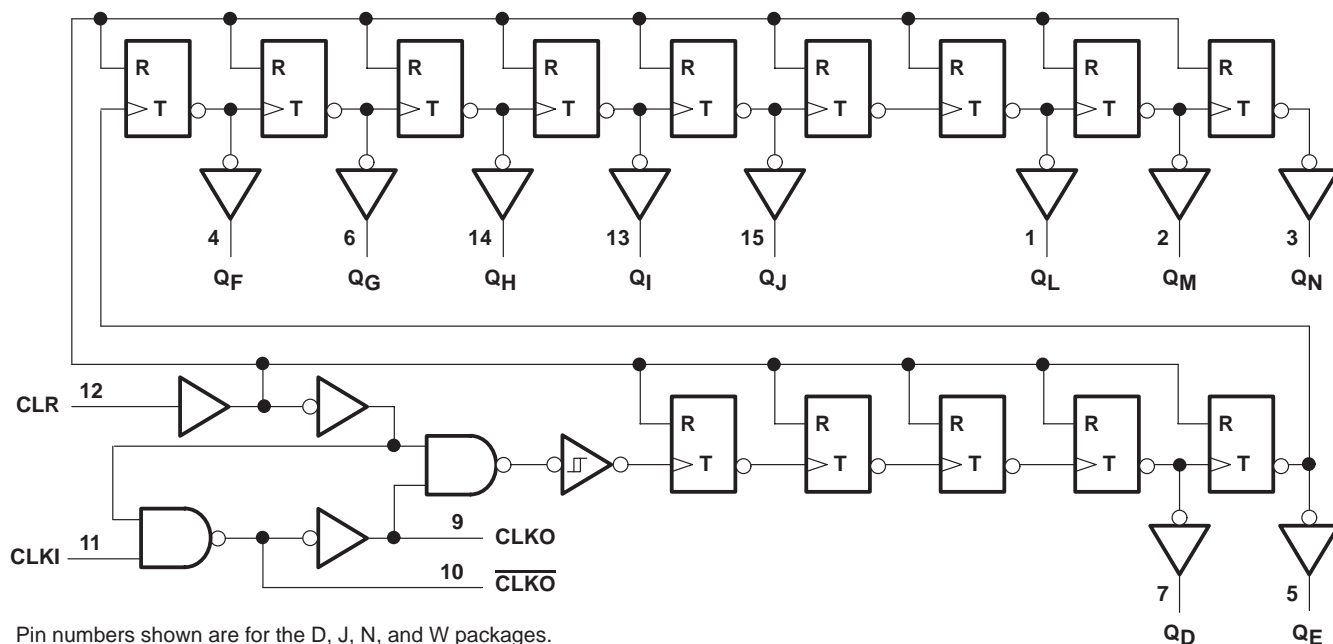 R R R R R R R R R
T T T T T T T T T
4 6 14 13 15 1 2 3
QF QG QH QI QJ QL QM QN
CLR 12
R R R R R
T T T T T
CLKI 11
9 CLKO
10 CLKO
7 5
QD QE
Pin numbers shown are for the D, J, N, and W packages.